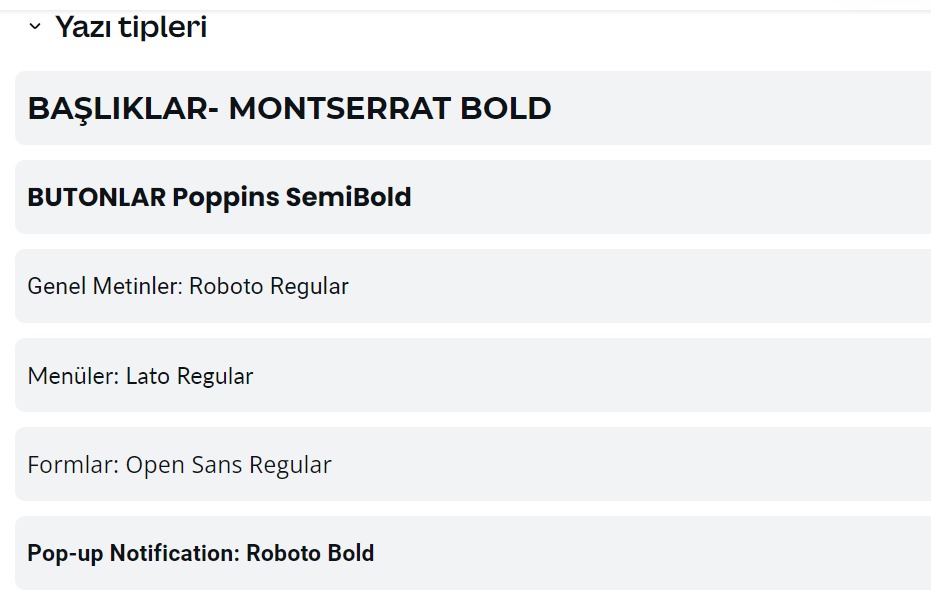 Yazı tipleri
BAŞLIKLAR- MONTSERRAT BOLD
BUTONLAR Poppins SemiBold
Genel Metinler: Roboto Regular
Menüler: Lato Regular
Formlar: Open Sans Regular
Pop-up Notification: Roboto Bold